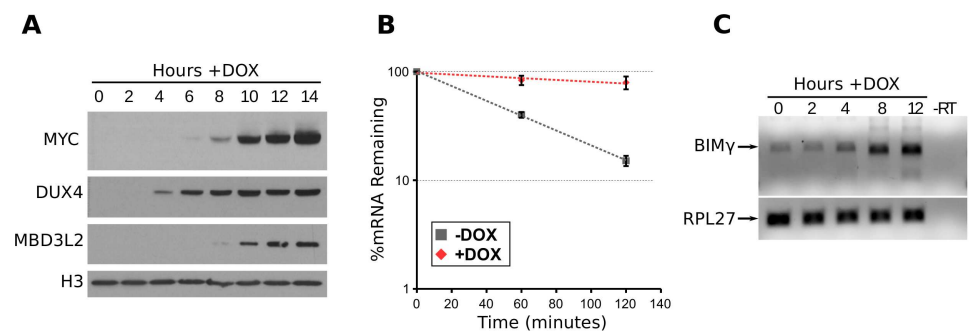 A
Hours +DOX
0 2 4 6 8 10 12 14
MYC
DUX4
MBD3L2
H3
B
%mRNA Remaining
100
10
1
-DOX
+DOX
0 20 40 60 80 100 120 140
Time (minutes)
C
Hours +DOX
0 2 4 8 12 -RT
BIMγ
RPL27